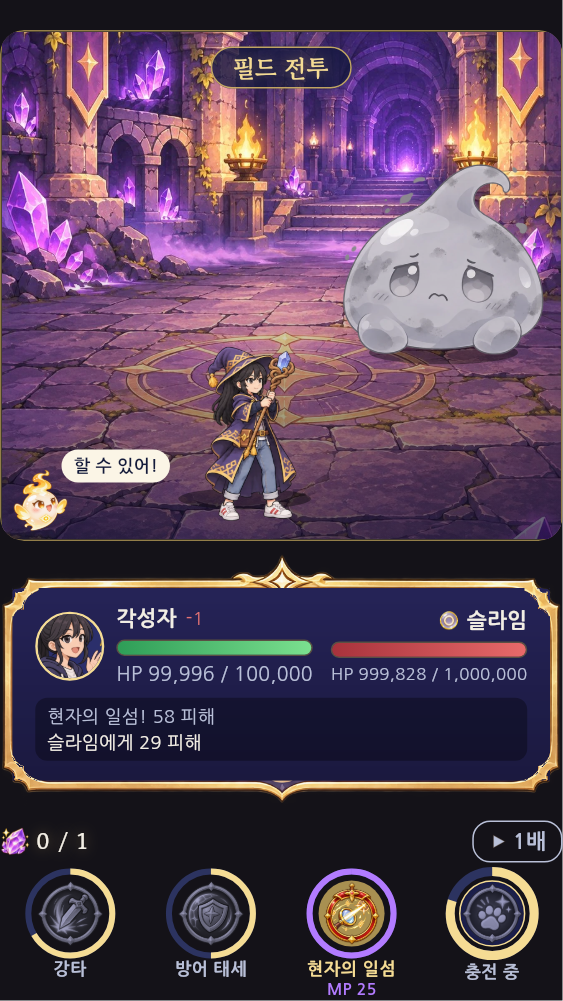 필드 전투
할 수 있어!
각성자 -1
슬라임
HP 99,996 / 100,000
HP 999,828 / 1,000,000
현자의 일섬! 58 피해
슬라임에게 29 피해
0 / 1
▶ 1배
강타
방어 태세
현자의 일섬
충전 중
MP 25